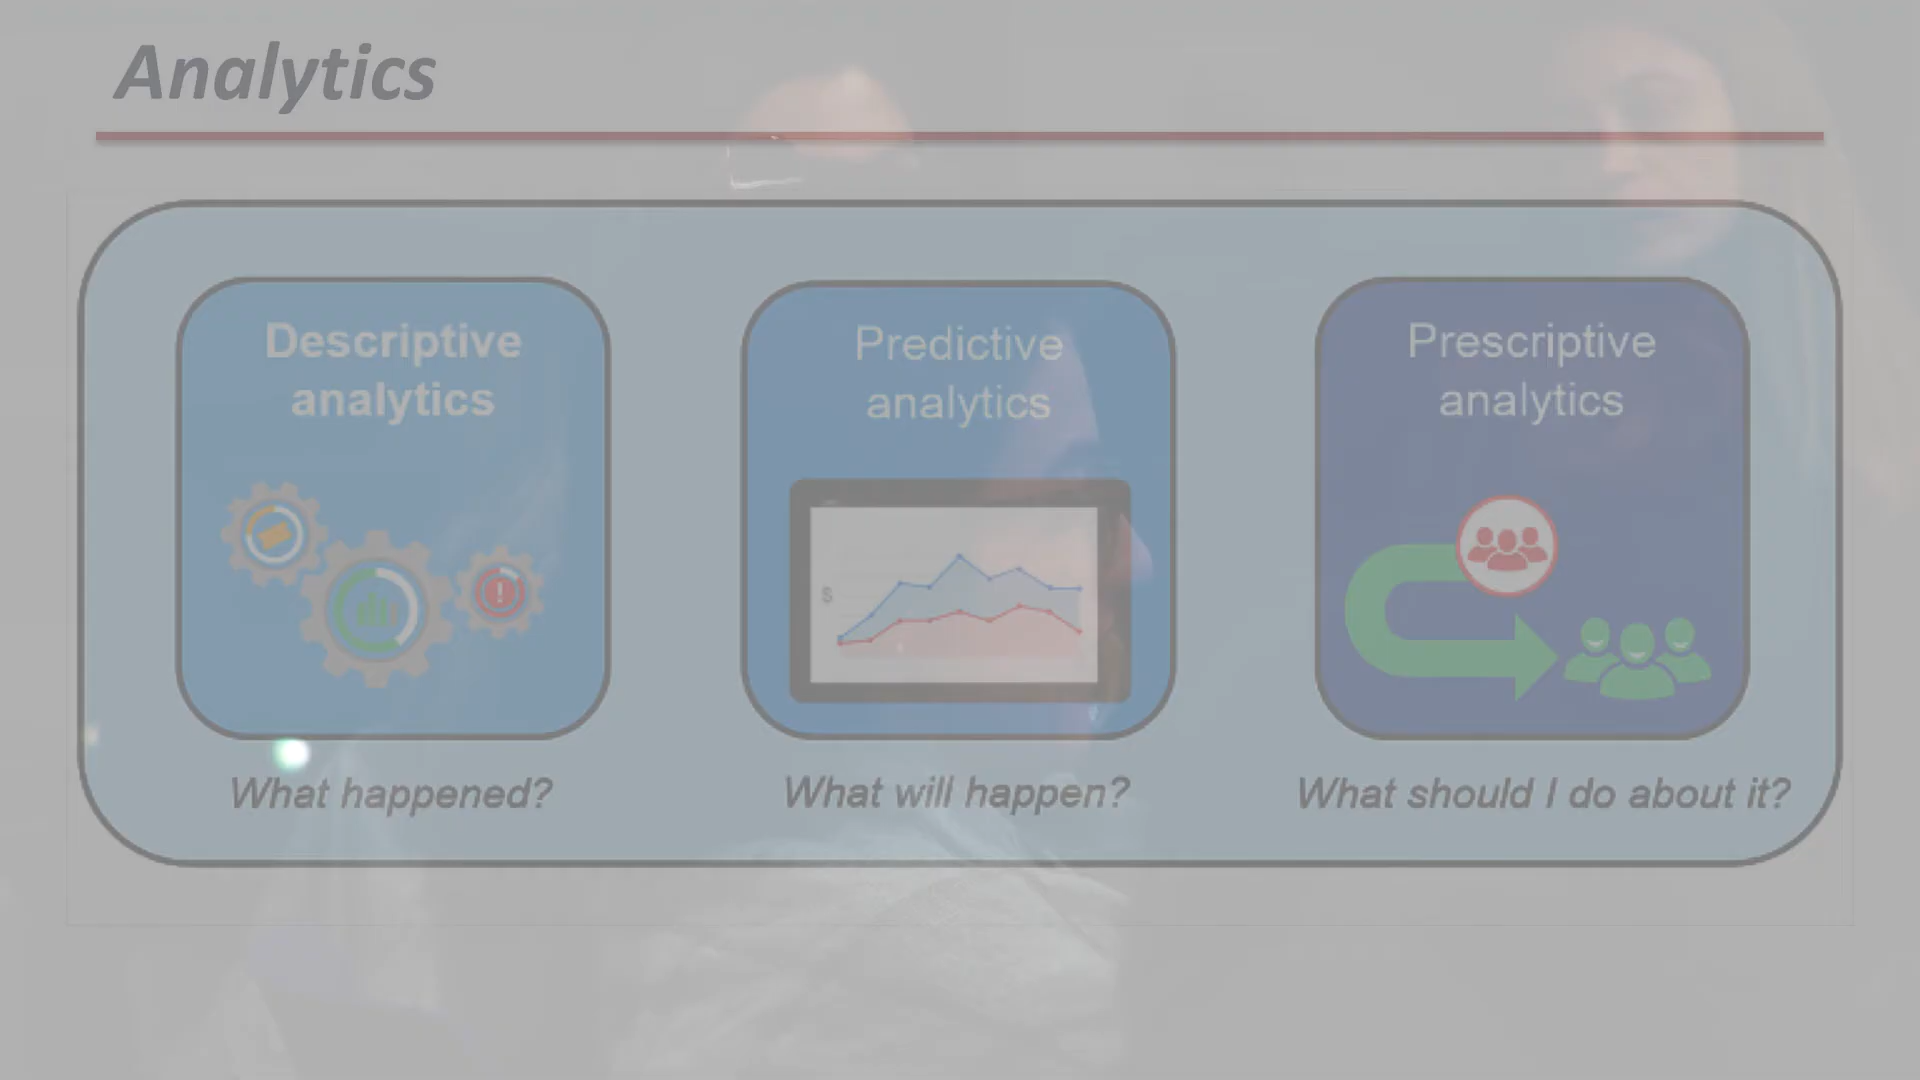 Analytics
Descriptive
analytics
Predictive
analytics
Prescriptive
analytics
$
What happened?
What will happen?
What should I do about it?